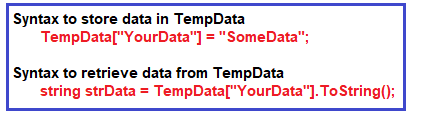 Syntax to store data in TempData
TempData["YourData"] = "SomeData";
Syntax to retrieve data from TempData
string strData = TempData["YourData"].ToString();